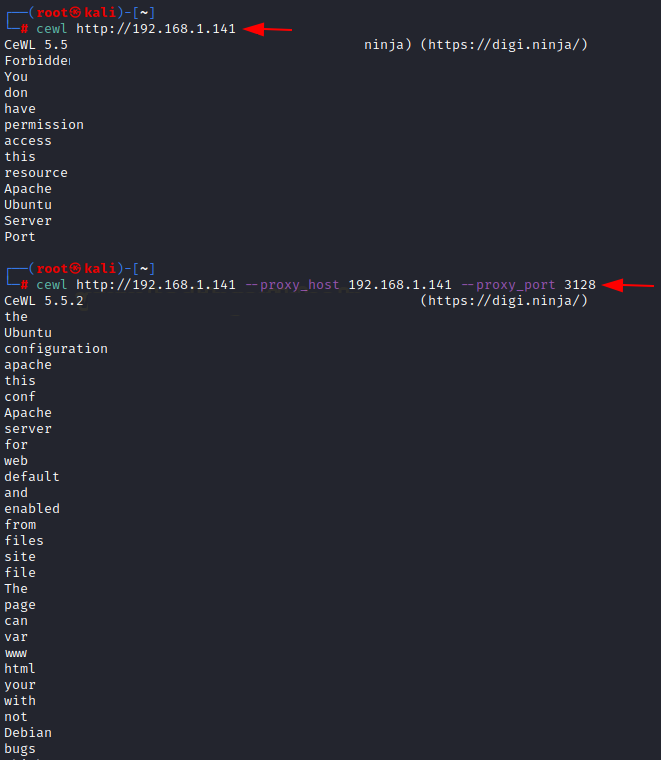 ┌──(root㉿kali)-[~]
└─# cewl http://192.168.1.141
CeWL 5.5 ninja) (https://digi.ninja/)
Forbidden
You
don
have
permission
access
this
resource
Apache
Ubuntu
Server
Port
┌──(root㉿kali)-[~]
└─# cewl http://192.168.1.141 --proxy_host 192.168.1.141 --proxy_port 3128
CeWL 5.5.2 (https://digi.ninja/)
the
Ubuntu
configuration
apache
this
conf
Apache
server
for
web
default
and
enabled
from
files
site
file
The
page
can
var
www
html
your
with
not
Debian
bugs